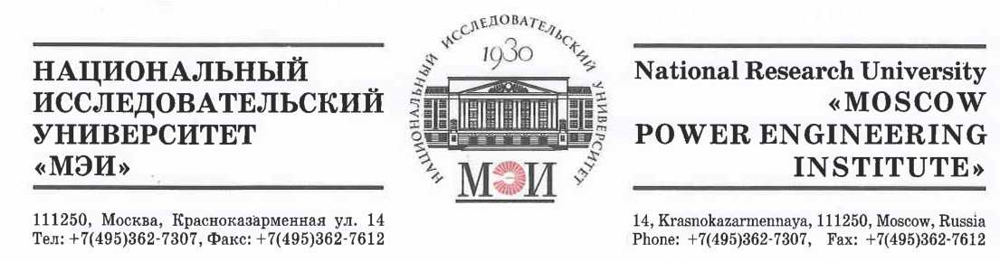 НАЦИОНАЛЬНЫЙ
ИССЛЕДОВАТЕЛЬСКИЙ
УНИВЕРСИТЕТ
«МЭИ»
111250, Москва, Красноказарменная ул. 14
Тел: +7(495)362-7307, Факс: +7(495)362-7612
НАЦИОНАЛЬНЫЙ ИССЛЕДОВАТЕЛЬСКИЙ УНИВЕРСИТЕТ
1930
МЭИ
National Research University
«MOSCOW
POWER ENGINEERING
INSTITUTE»
14, Krasnokazarmennaya, 111250, Moscow, Russia
Phone: +7(495)362-7307, Fax: +7(495)362-7612